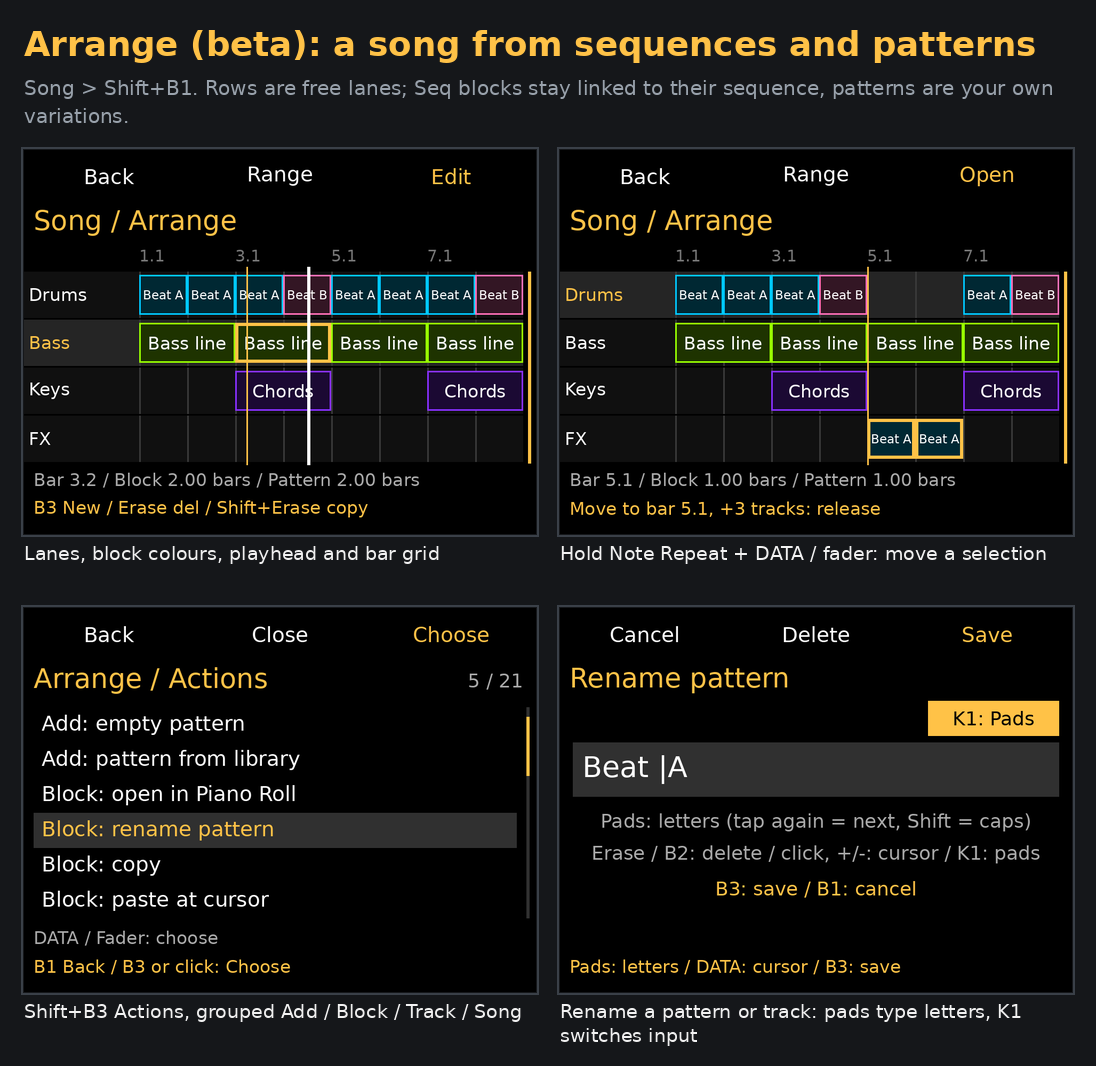 Arrange (beta): a song from sequences and patterns
Song > Shift+B1. Rows are free lanes; Seq blocks stay linked to their sequence, patterns are your own
variations.
Back Range Edit
Song / Arrange
1.1 3.1 5.1 7.1
Drums Beat A Beat A Beat A Beat B Beat A Beat A Beat A Beat B
Bass Bass line Bass line Bass line Bass line
Keys Chords Chords
FX
Bar 3.2 / Block 2.00 bars / Pattern 2.00 bars
B3 New / Erase del / Shift+Erase copy
Lanes, block colours, playhead and bar grid
Back Range Open
Song / Arrange
1.1 3.1 5.1 7.1
Drums Beat A Beat A Beat A Beat B Beat A Beat B
Bass Bass line Bass line Bass line Bass line
Keys Chords Chords
FX Beat A Beat A
Bar 5.1 / Block 1.00 bars / Pattern 1.00 bars
Move to bar 5.1, +3 tracks: release
Hold Note Repeat + DATA / fader: move a selection
Back Close Choose
Arrange / Actions 5 / 21
Add: empty pattern
Add: pattern from library
Block: open in Piano Roll
Block: rename pattern
Block: copy
Block: paste at cursor
DATA / Fader: choose
B1 Back / B3 or click: Choose
Shift+B3 Actions, grouped Add / Block / Track / Song
Cancel Delete Save
Rename pattern
K1: Pads
Beat |A
Pads: letters (tap again = next, Shift = caps)
Erase / B2: delete / click, +/-: cursor / K1: pads
B3: save / B1: cancel
Pads: letters / DATA: cursor / B3: save
Rename a pattern or track: pads type letters, K1
switches input